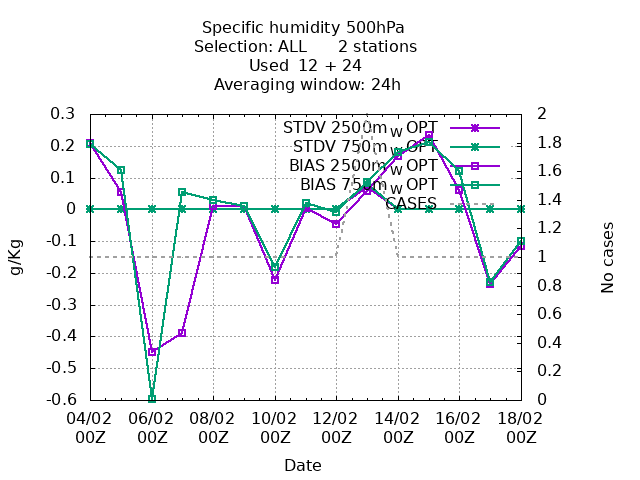 Specific humidity 500hPa
Selection: ALL 2 stations
Used 12 + 24
Averaging window: 24h
STDV 2500m_w OPT
STDV 750m_w OPT
BIAS 2500m_w OPT
BIAS 750m_w OPT
CASES
0.3
0.2
0.1
0
-0.1
-0.2
-0.3
-0.4
-0.5
-0.6
g/Kg
2
1.8
1.6
1.4
1.2
1
0.8
0.6
0.4
0.2
0
No cases
04/02 06/02 08/02 10/02 12/02 14/02 16/02 18/02
00Z 00Z 00Z 00Z 00Z 00Z 00Z 00Z
Date